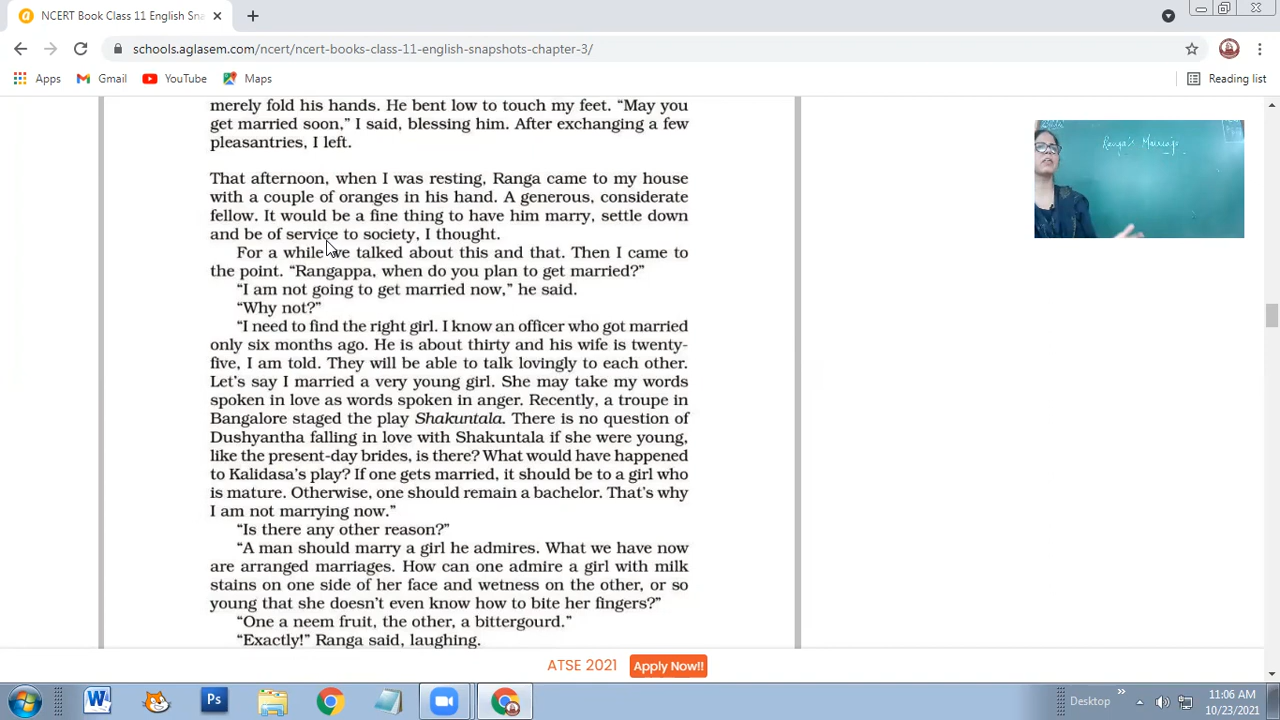 NCERT Book Class 11 English Sna
schools.aglasem.com/ncert/ncert-books-class-11-english-snapshots-chapter-3/
Apps Gmail YouTube Maps Reading list
merely fold his hands. He bent low to touch my feet. “May you
get married soon,” I said, blessing him. After exchanging a few
pleasantries, I left.
That afternoon, when I was resting, Ranga came to my house
with a couple of oranges in his hand. A generous, considerate
fellow. It would be a fine thing to have him marry, settle down
and be of service to society, I thought.
For a while we talked about this and that. Then I came to
the point. “Rangappa, when do you plan to get married?”
“I am not going to get married now,” he said.
“Why not?”
“I need to find the right girl. I know an officer who got married
only six months ago. He is about thirty and his wife is twenty-
five, I am told. They will be able to talk lovingly to each other.
Let’s say I married a very young girl. She may take my words
spoken in love as words spoken in anger. Recently, a troupe in
Bangalore staged the play Shakuntala. There is no question of
Dushyantha falling in love with Shakuntala if she were young,
like the present-day brides, is there? What would have happened
to Kalidasa’s play? If one gets married, it should be to a girl who
is mature. Otherwise, one should remain a bachelor. That’s why
I am not marrying now.”
“Is there any other reason?”
“A man should marry a girl he admires. What we have now
are arranged marriages. How can one admire a girl with milk
stains on one side of her face and wetness on the other, or so
young that she doesn’t even know how to bite her fingers?”
“One a neem fruit, the other, a bittergourd.”
“Exactly!” Ranga said, laughing.
Ranga's Marriage
ATSE 2021 Apply Now!!
Desktop
11:06 AM
10/23/2021